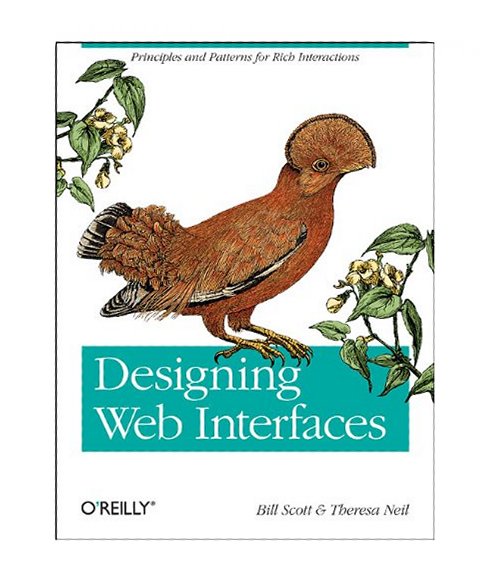 Principles and Patterns for Rich Interactions
Designing
Web Interfaces
O'REILLY®
Bill Scott & Theresa Neil